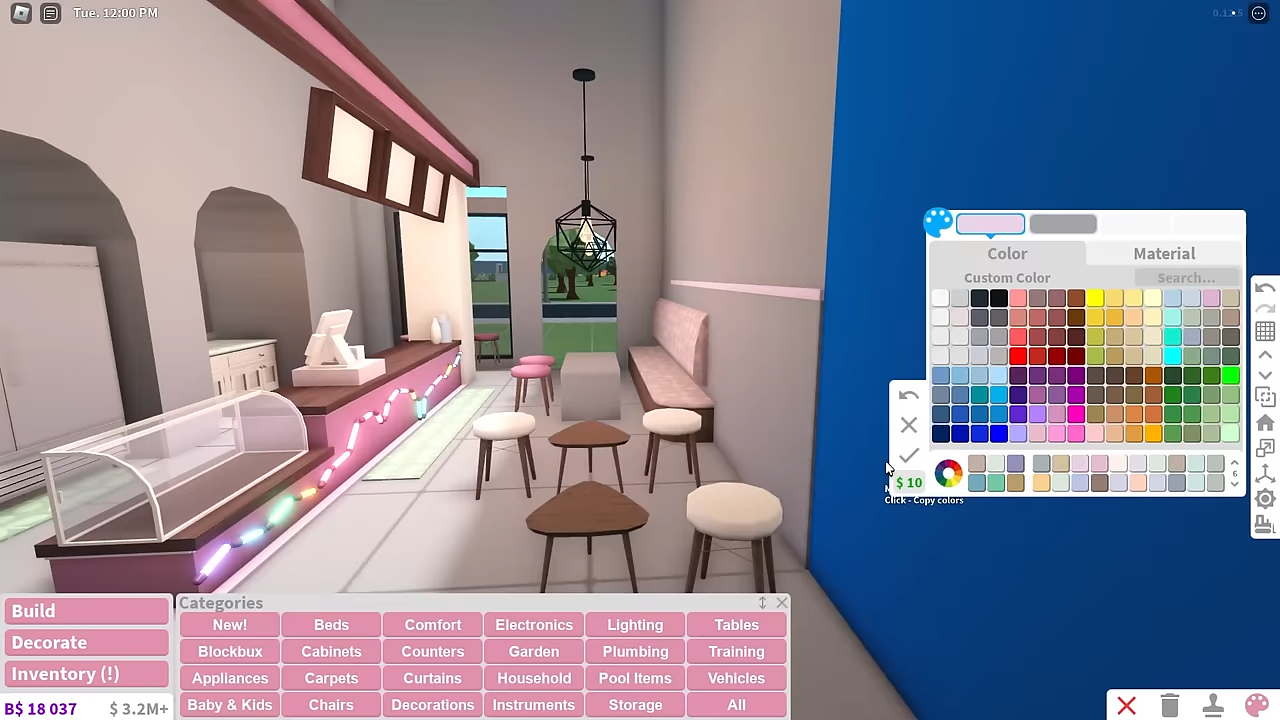 Tue. 12:00 PM
Color
Material
Custom Color
Search...
6
$ 10
Click - Copy colors
Build
Decorate
Inventory (!)
B$ 18 037
$ 3.2M+
Categories
New!
Beds
Comfort
Electronics
Lighting
Tables
Blockbux
Cabinets
Counters
Garden
Plumbing
Training
Appliances
Carpets
Curtains
Household
Pool Items
Vehicles
Baby & Kids
Chairs
Decorations
Instruments
Storage
All